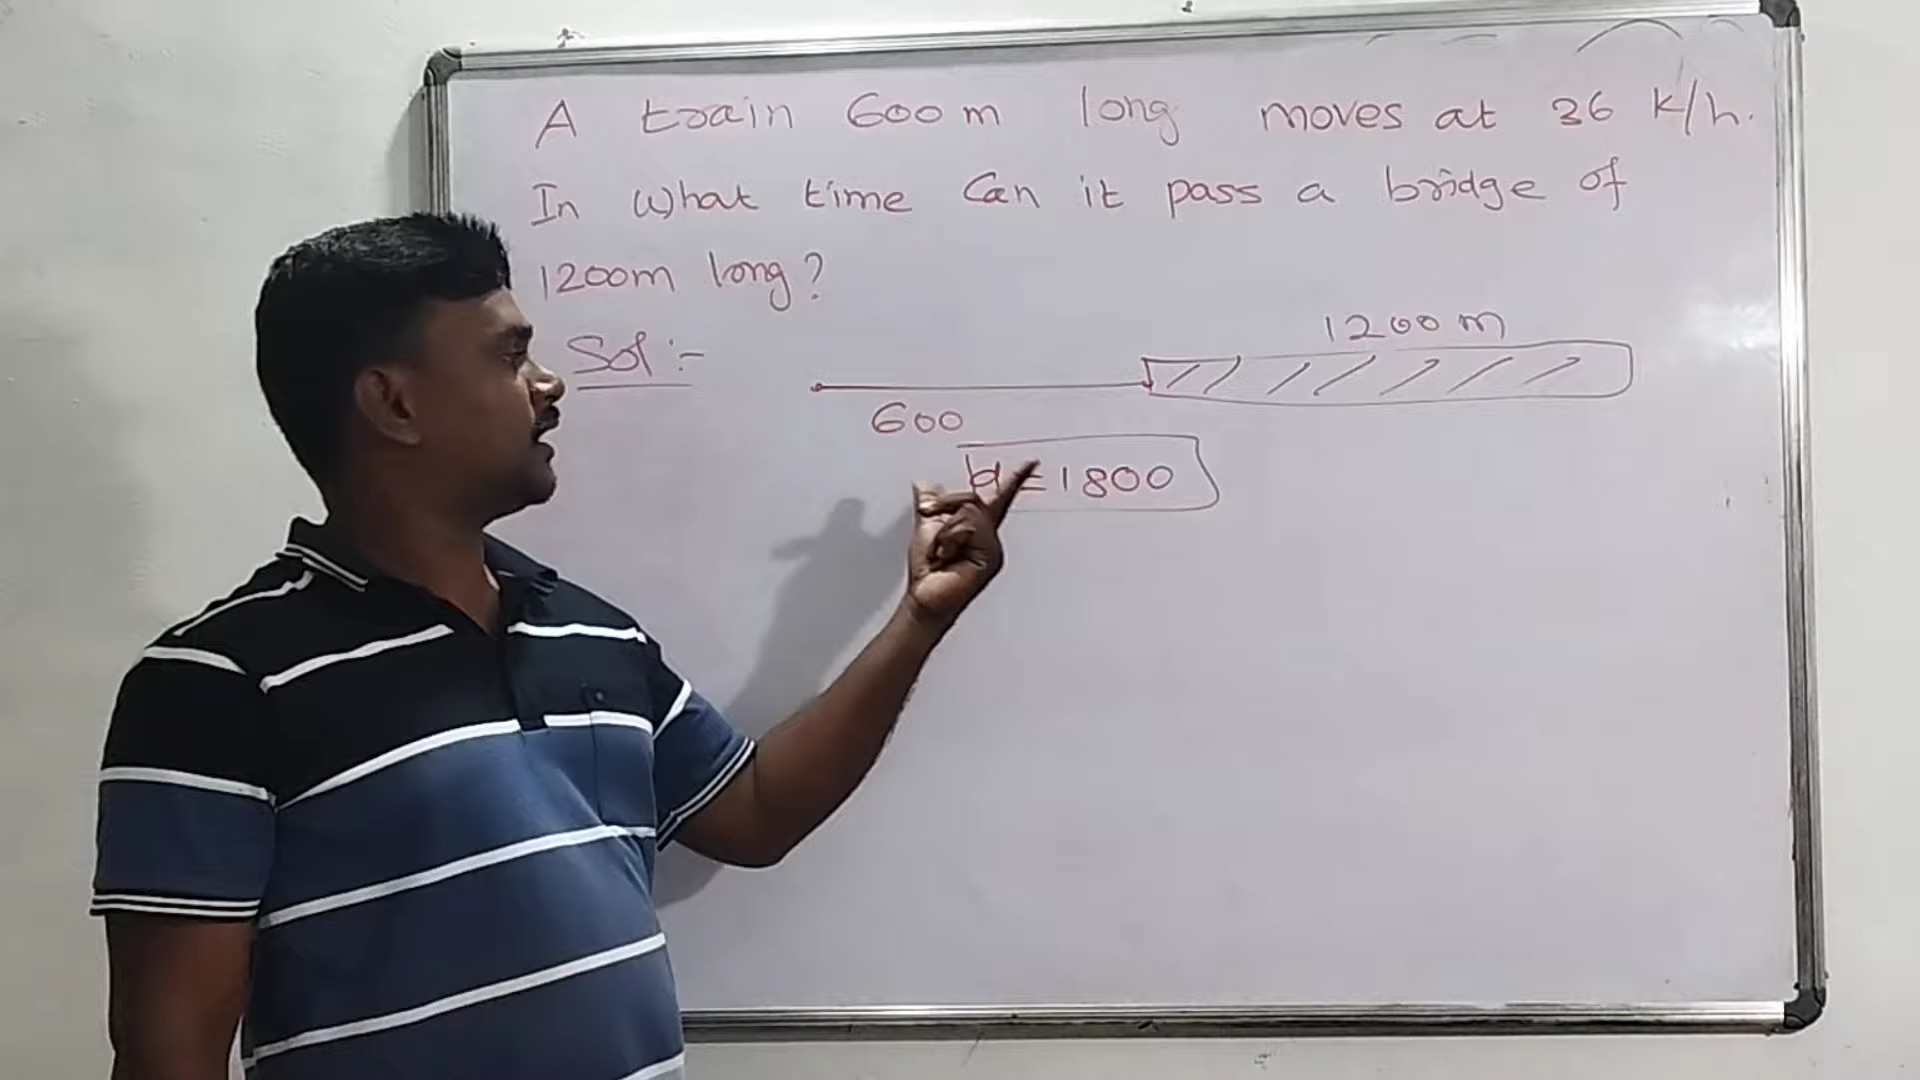 A train 600m long moves at 36 k/h.
In what time can it pass a bridge of
1200m long?
Sol :-
1200 m
600
d = 1800